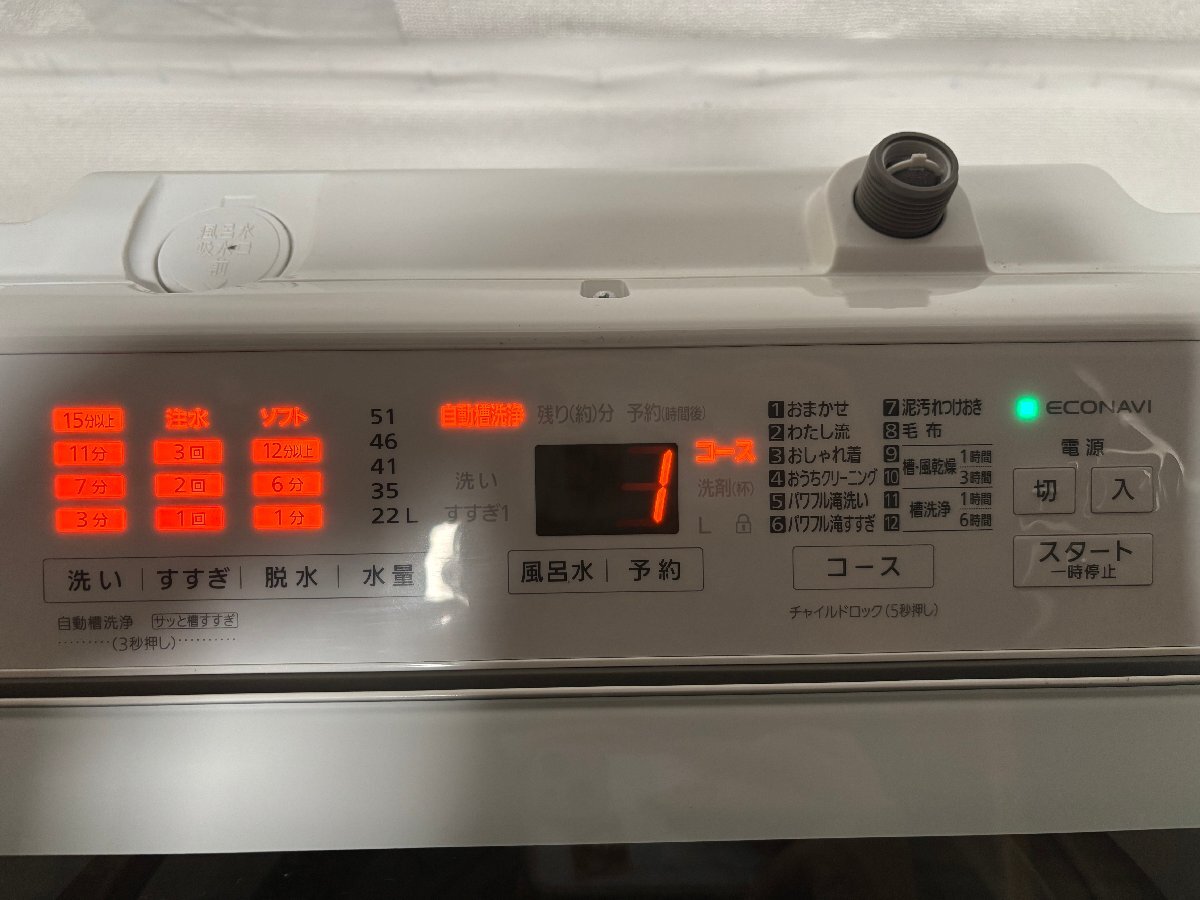 風呂水
吸水口
前
15分以上 注水 ソフト 51
11分 3回 12分以上 46
7分 2回 6分 41
3分 1回 1分 35
22L
洗い すすぎ 脱水 水量
自動槽洗浄 サッと槽すすぎ
(3秒押し)
自動槽洗浄 残り(約)分 予約(時間後)
洗い
すすぎ1
1
コース
洗剤(杯)
L
風呂水 予約
1 おまかせ
2 わたし流
3 おしゃれ着
4 おうちクリーニング
5 パワフル滝洗い
6 パワフル滝すすぎ
7 泥汚れつけおき
8 毛布
9 槽・風乾燥 1時間
10 3時間
11 槽洗浄 1時間
12 6時間
コース
チャイルドロック(5秒押し)
ECONAVI
電源
切 入
スタート
一時停止